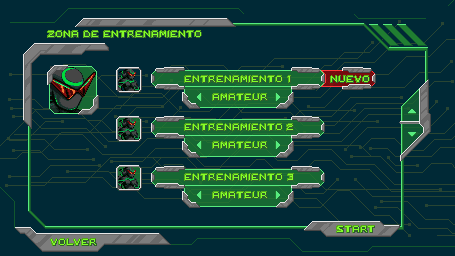 ZONA DE ENTRENAMIENTO
ENTRENAMIENTO 1 NUEVO
AMATEUR
ENTRENAMIENTO 2
AMATEUR
ENTRENAMIENTO 3
AMATEUR
START
VOLVER